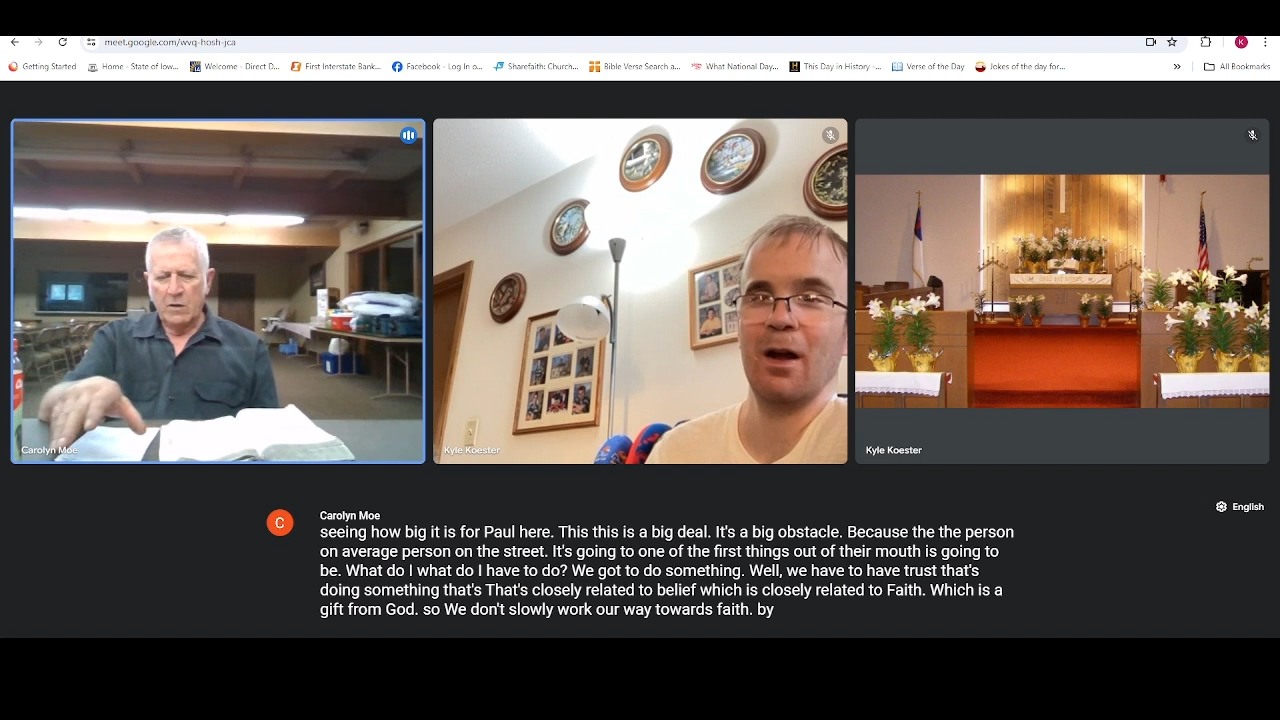 meet.google.com/wvq-hosh-jca
Getting Started Home - State of Iow... Welcome - Direct D... First Interstate Bank... Facebook - Log In o... Sharefaith: Church... Bible Verse Search a... What National Day... This Day in History -... Verse of the Day Jokes of the day for... » All Bookmarks
K
Carolyn Moe
Kyle Koester
Kyle Koester
English
C
Carolyn Moe
seeing how big it is for Paul here. This this is a big deal. It's a big obstacle. Because the the person
on average person on the street. It's going to one of the first things out of their mouth is going to
be. What do I what do I have to do? We got to do something. Well, we have to have trust that's
doing something that's That's closely related to belief which is closely related to Faith. Which is a
gift from God. so We don't slowly work our way towards faith. by